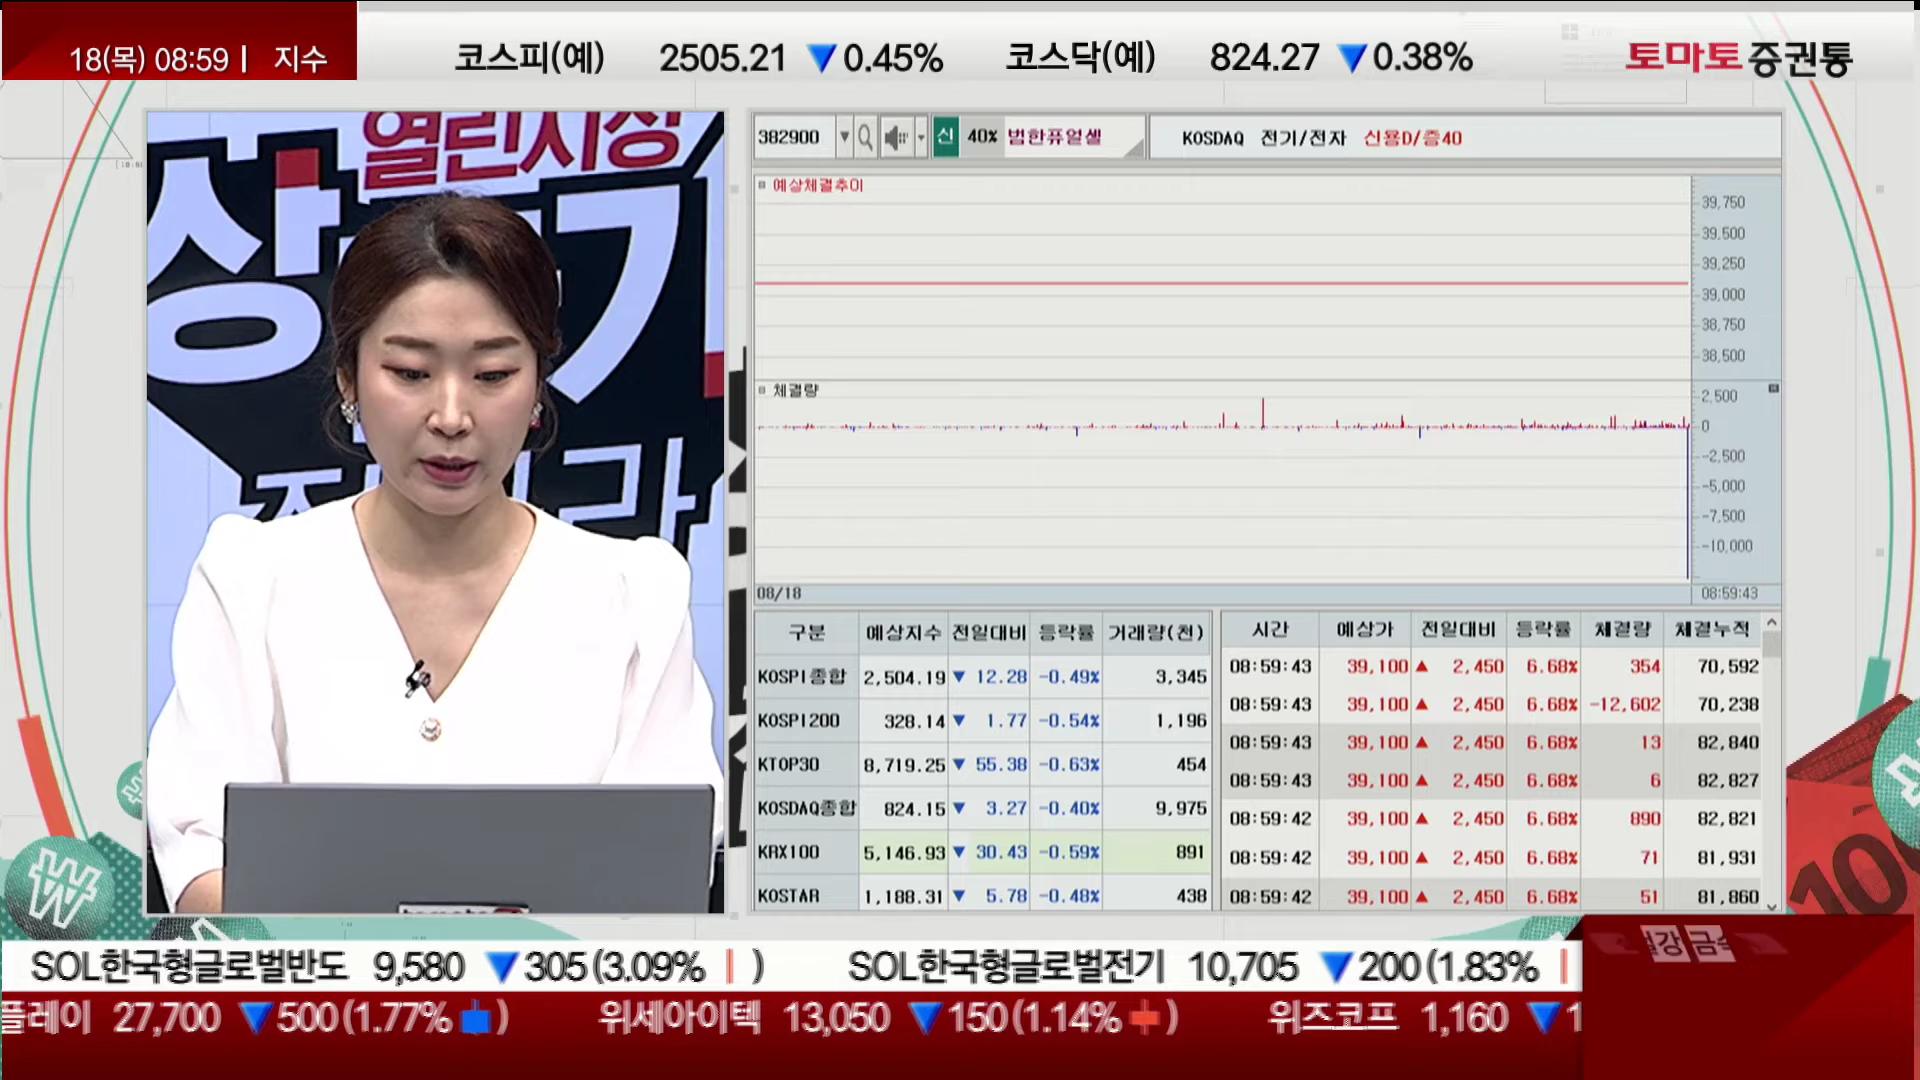 18(목) 08:59 | 지수
코스피(예) 2505.21 ▼0.45% 코스닥(예) 824.27 ▼0.38%
토마토증권통
열린시장
382900 신 40% 범한퓨얼셀 KOSDAQ 전기/전자 신용D/증40
예상체결추이
39,750
39,500
39,250
39,000
38,750
38,500
체결량
2,500
0
-2,500
-5,000
-7,500
-10,000
08/18 08:59:43
구분 예상지수 전일대비 등락률 거래량(천)
KOSPI종합 2,504.19 ▼ 12.28 -0.49% 3,345
KOSPI200 328.14 ▼ 1.77 -0.54% 1,196
KTOP30 8,719.25 ▼ 55.38 -0.63% 454
KOSDAQ종합 824.15 ▼ 3.27 -0.40% 9,975
KRX100 5,146.93 ▼ 30.43 -0.59% 891
KOSTAR 1,188.31 ▼ 5.78 -0.48% 438
시간 예상가 전일대비 등락률 체결량 체결누적
08:59:43 39,100 ▲ 2,450 6.68% 354 70,592
08:59:43 39,100 ▲ 2,450 6.68% -12,602 70,238
08:59:43 39,100 ▲ 2,450 6.68% 13 82,840
08:59:43 39,100 ▲ 2,450 6.68% 6 82,827
08:59:42 39,100 ▲ 2,450 6.68% 890 82,821
08:59:42 39,100 ▲ 2,450 6.68% 71 81,931
08:59:42 39,100 ▲ 2,450 6.68% 51 81,860
SOL한국형글로벌반도 9,580 ▼305(3.09% ) SOL한국형글로벌전기 10,705 ▼200(1.83%
플레이 27,700 ▼500(1.77% ) 위세아이텍 13,050 ▼150(1.14% ) 위즈코프 1,160 ▼1